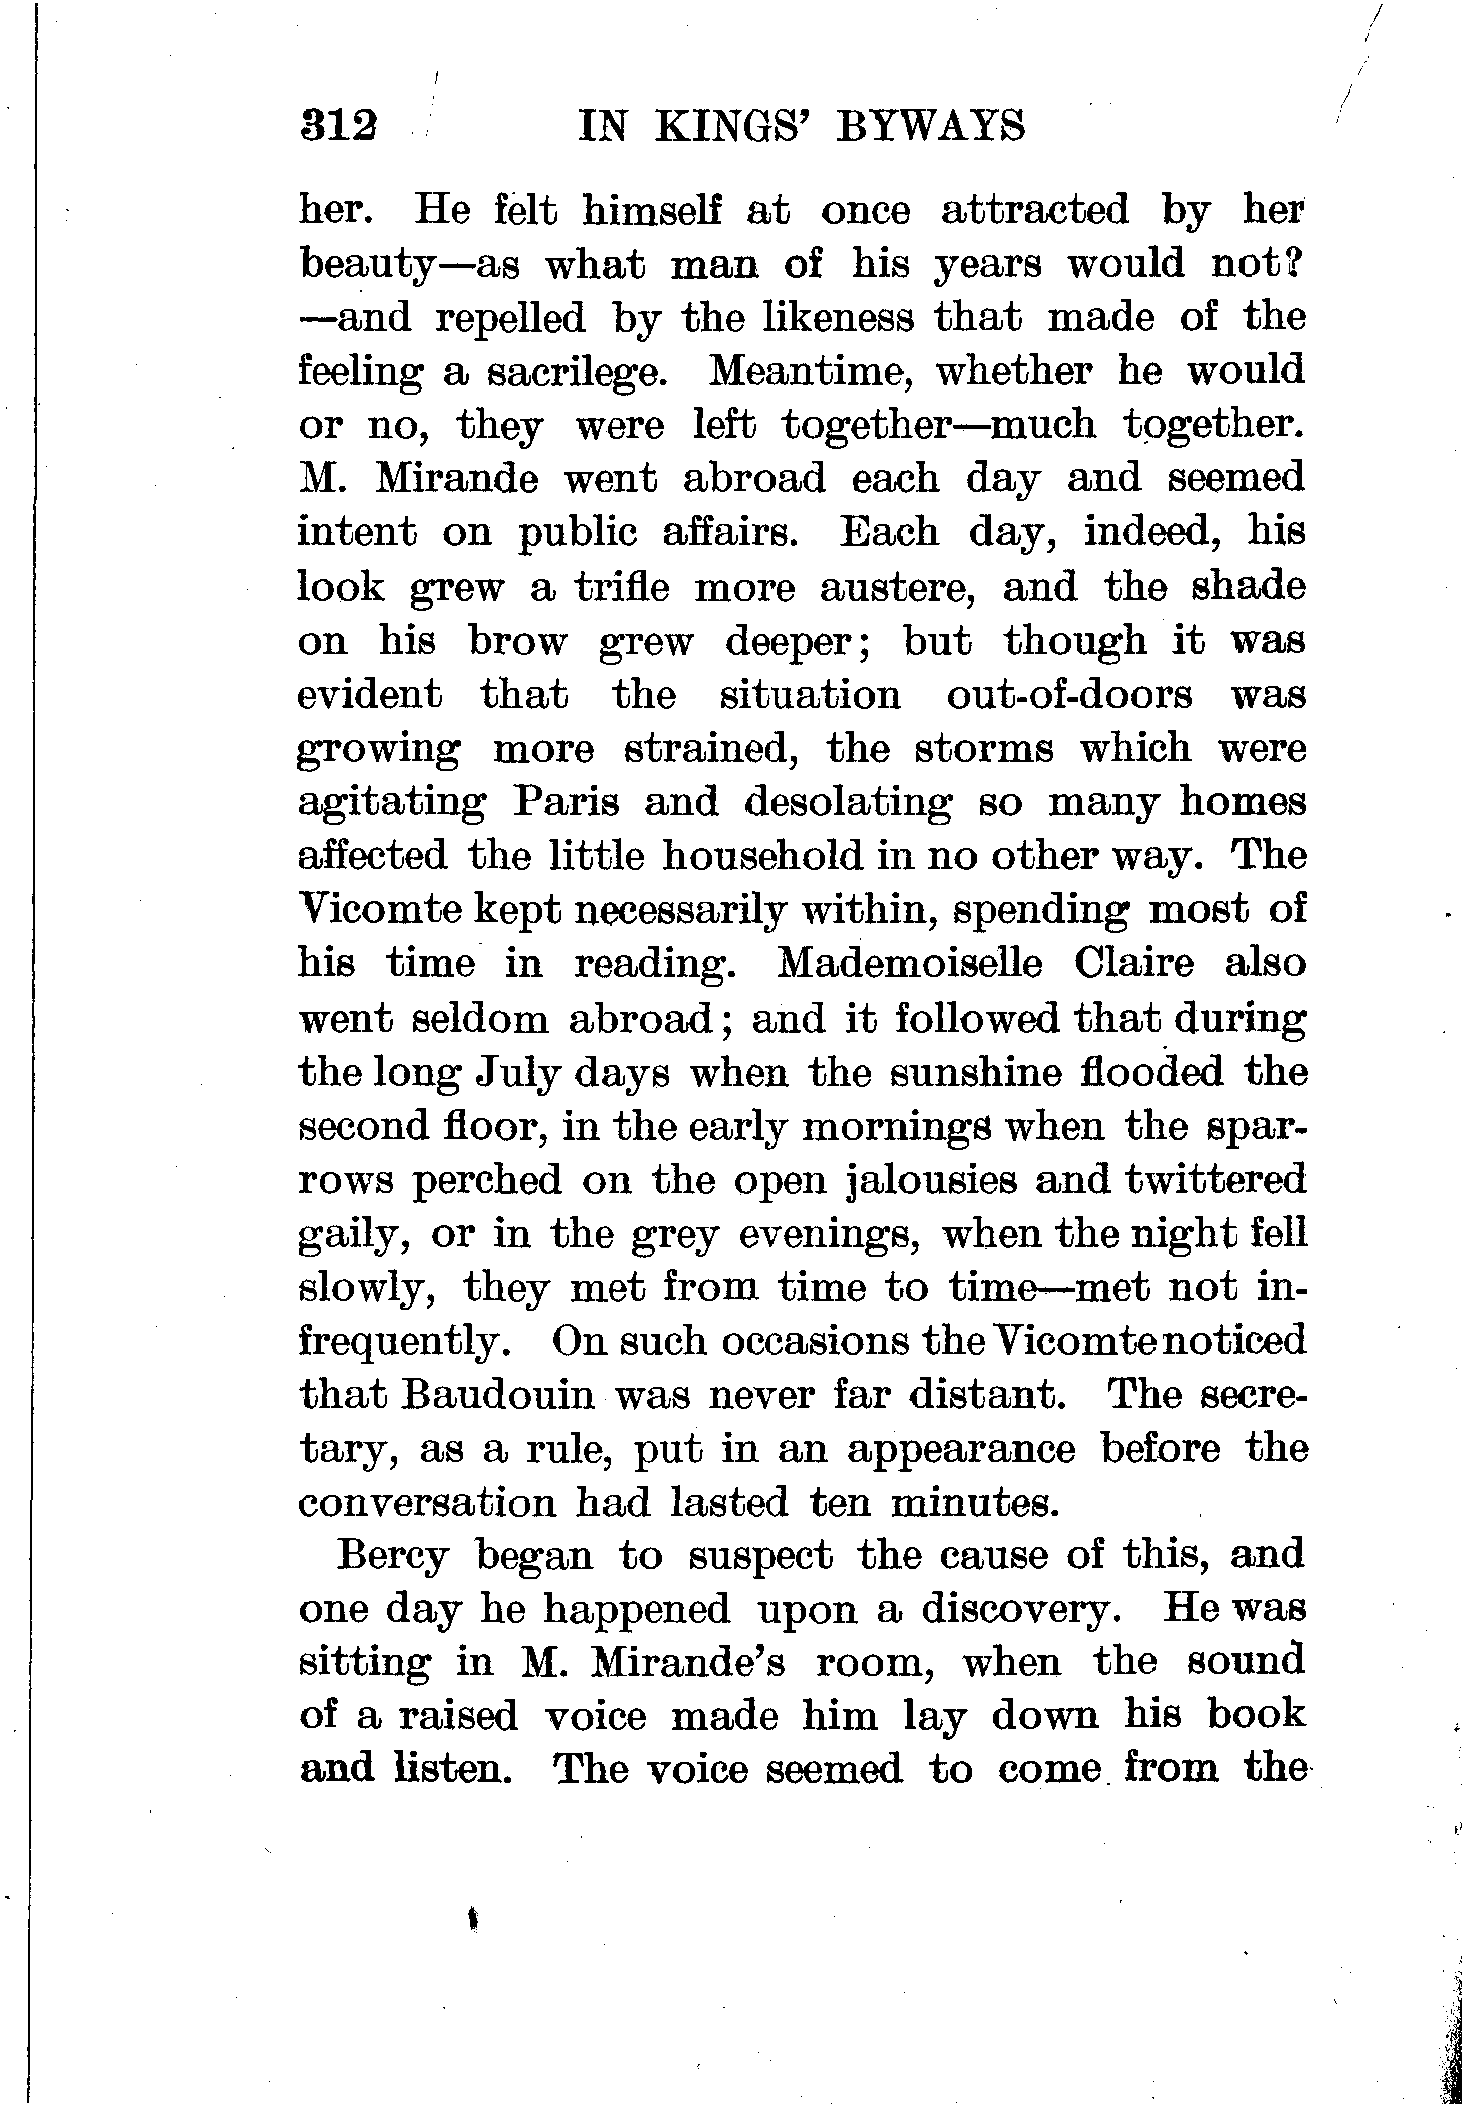 312 IN KINGS' BYWAYS
her. He felt himself at once attracted by her
beauty—as what man of his years would not?
—and repelled by the likeness that made of the
feeling a sacrilege. Meantime, whether he would
or no, they were left together—much together.
M. Mirande went abroad each day and seemed
intent on public affairs. Each day, indeed, his
look grew a trifle more austere, and the shade
on his brow grew deeper; but though it was
evident that the situation out-of-doors was
growing more strained, the storms which were
agitating Paris and desolating so many homes
affected the little household in no other way. The
Vicomte kept necessarily within, spending most of
his time in reading. Mademoiselle Claire also
went seldom abroad; and it followed that during
the long July days when the sunshine flooded the
second floor, in the early mornings when the spar-
rows perched on the open jalousies and twittered
gaily, or in the grey evenings, when the night fell
slowly, they met from time to time—met not in-
frequently. On such occasions the Vicomte noticed
that Baudouin was never far distant. The secre-
tary, as a rule, put in an appearance before the
conversation had lasted ten minutes.
Bercy began to suspect the cause of this, and
one day he happened upon a discovery. He was
sitting in M. Mirande's room, when the sound
of a raised voice made him lay down his book
and listen. The voice seemed to come from the